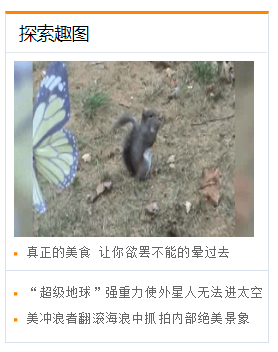 探索趣图
真正的美食 让你欲罢不能的晕过去
“超级地球”强重力使外星人无法进太空
美冲浪者翻滚海浪中抓拍内部绝美景象